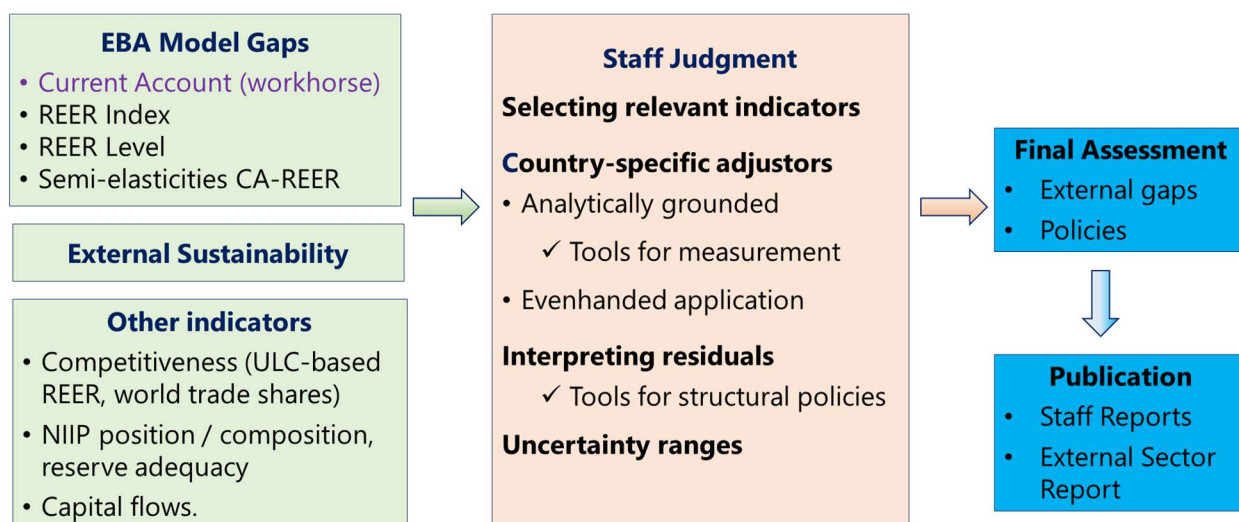 EBA Model Gaps
• Current Account (workhorse)
• REER Index
• REER Level
• Semi-elasticities CA-REER
External Sustainability
Other indicators
• Competitiveness (ULC-based
REER, world trade shares)
• NIIP position / composition,
reserve adequacy
• Capital flows.
Staff Judgment
Selecting relevant indicators
Country-specific adjustors
• Analytically grounded
✓ Tools for measurement
• Evenhanded application
Interpreting residuals
✓ Tools for structural policies
Uncertainty ranges
Final Assessment
• External gaps
• Policies
Publication
• Staff Reports
• External Sector
Report